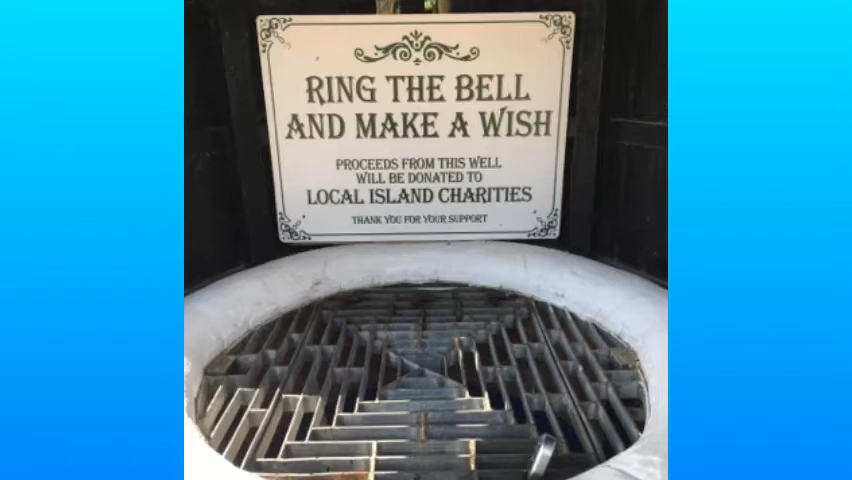 RING THE BELL
AND MAKE A WISH
PROCEEDS FROM THIS WELL
WILL BE DONATED TO
LOCAL ISLAND CHARITIES
THANK YOU FOR YOUR SUPPORT